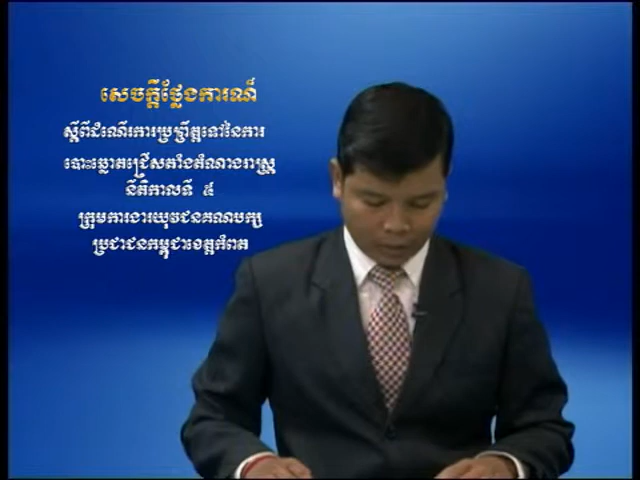 សេចក្តីថ្លែងការណ៍
ស្តីពីដំណើរការប្រព្រឹត្តទៅនៃការ
បោះឆ្នោតជ្រើសតាំងតំណាងរាស្ត្រ
នីតិកាលទី ៥
ក្រុមការងារយុវជនគណបក្ស
ប្រជាជនកម្ពុជាខេត្តកំពត